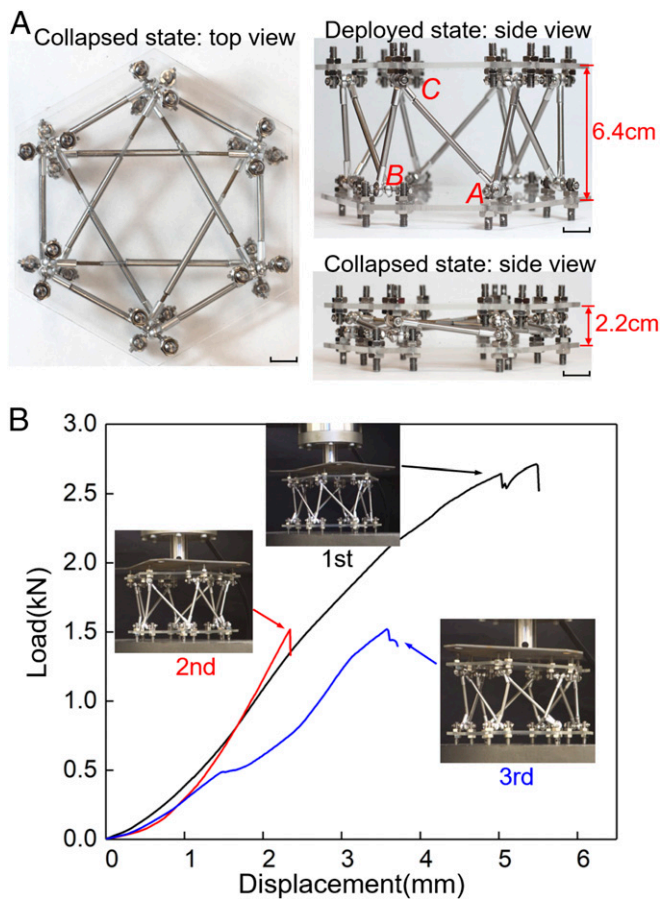 A
Collapsed state: top view
Deployed state: side view
C
B
A
6.4cm
Collapsed state: side view
2.2cm
B
3.0
2.5
2.0
1.5
1.0
0.5
0.0
Load(kN)
1st
2nd
3rd
0
1
2
3
4
5
6
Displacement(mm)